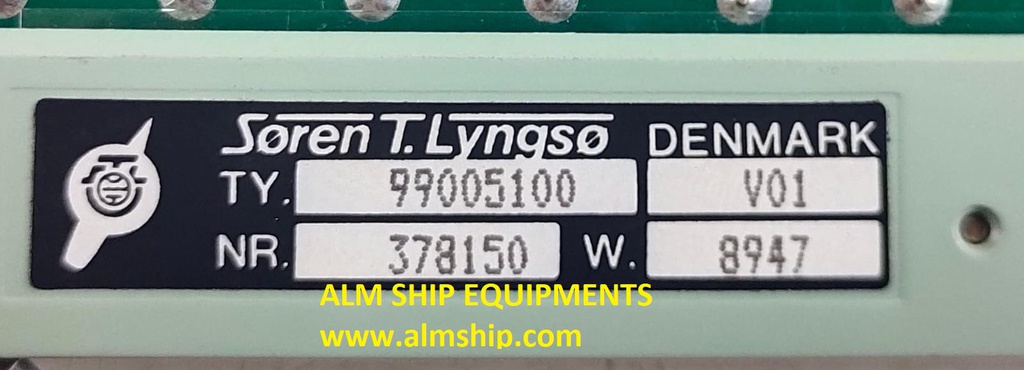 Søren T. Lyngsø DENMARK
TY. 99005100 V01
NR. 378150 W. 8947
ALM SHIP EQUIPMENTS
www.almship.com